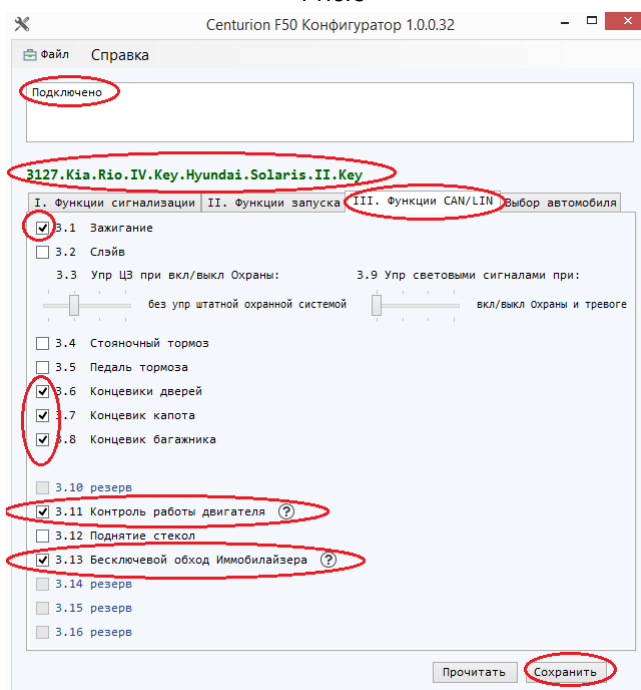 Centurion F50 Конфигуратор 1.0.0.32
Файл Справка
Подключено
3127.Kia.Rio.IV.Key.Hyundai.Solaris.II.Key
I. Функции сигнализации II. Функции запуска III. Функции CAN/LIN Выбор автомобиля
3.1 Зажигание
3.2 Слэйв
3.3 Упр ЦЗ при вкл/выкл Охраны: 3.9 Упр световыми сигналами при:
без упр штатной охранной системой вкл/выкл Охраны и тревоге
3.4 Стояночный тормоз
3.5 Педаль тормоза
3.6 Концевики дверей
3.7 Концевик капота
3.8 Концевик багажника
3.10 резерв
3.11 Контроль работы двигателя ?
3.12 Поднятие стекол
3.13 Бесключевой обход Иммобилайзера ?
3.14 резерв
3.15 резерв
3.16 резерв
Прочитать Сохранить